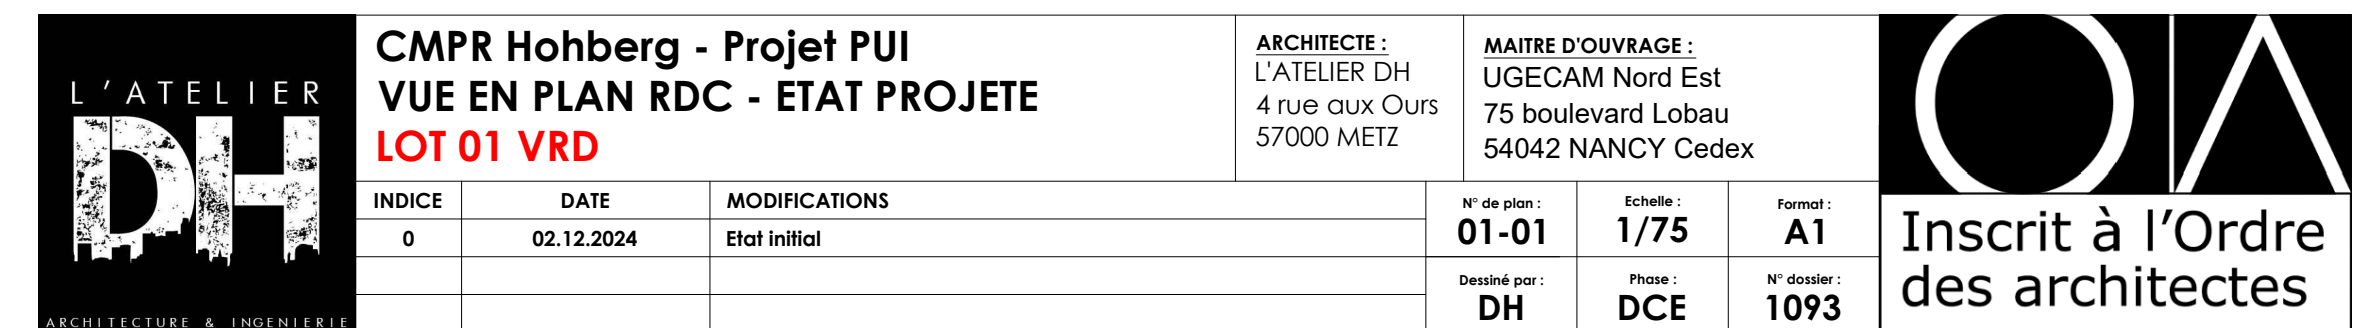 L'ATELIER
DH
ARCHITECTURE & INGENIERIE
CMPR Hohberg - Projet PUI
VUE EN PLAN RDC - ETAT PROJETE
LOT 01 VRD
ARCHITECTE :
L'ATELIER DH
4 rue aux Ours
57000 METZ
MAITRE D'OUVRAGE :
UGECAM Nord Est
75 boulevard Lobau
54042 NANCY Cedex
INDICE DATE MODIFICATIONS
0 02.12.2024 Etat initial
N° de plan :
01-01
Echelle :
1/75
Format :
A1
Dessiné par :
DH
Phase :
DCE
N° dossier :
1093
Inscrit à l'Ordre
des architectes